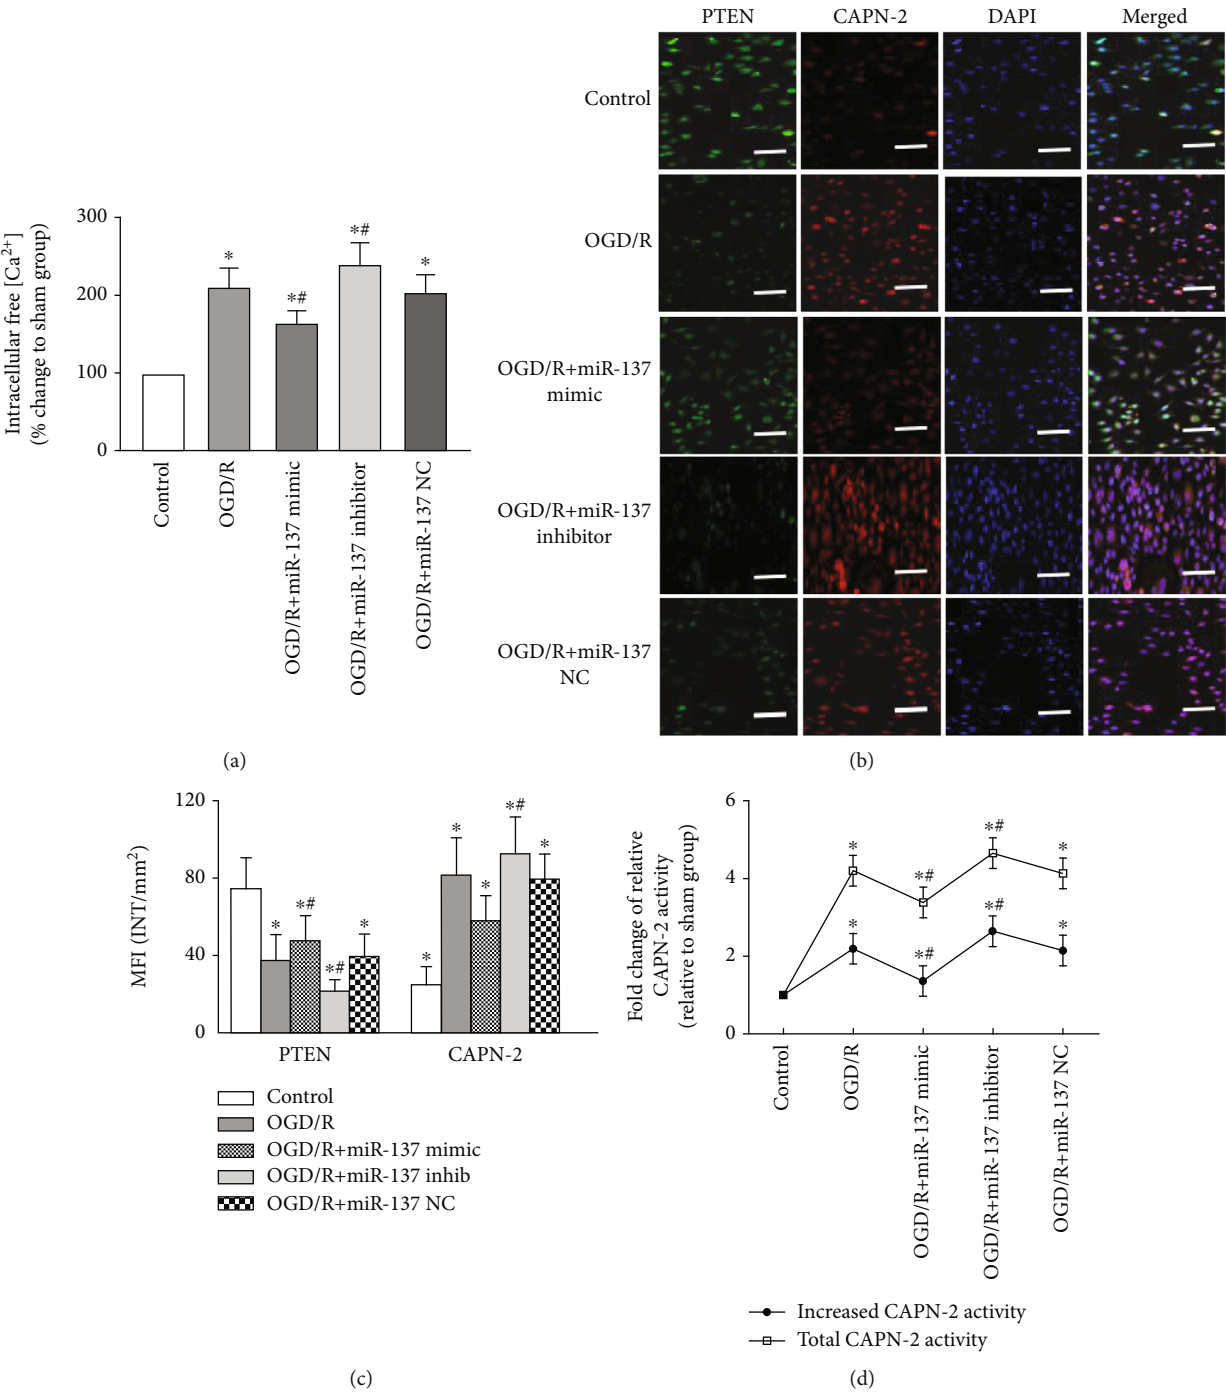 PTEN CAPN-2 DAPI Merged
Control
OGD/R
OGD/R+miR-137
mimic
OGD/R+miR-137
inhibitor
OGD/R+miR-137
NC
(b)
Intracellular free [Ca2+]
(% change to sham group)
300
200
100
0
*
*#
*#
*
Control
OGD/R
OGD/R+miR-137 mimic
OGD/R+miR-137 inhibitor
OGD/R+miR-137 NC
(a)
MFI (INT/mm2)
120
80
40
0
*
*#
*#
*
*
*
*
*#
*
PTEN CAPN-2
Control
OGD/R
OGD/R+miR-137 mimic
OGD/R+miR-137 inhib
OGD/R+miR-137 NC
(c)
Fold change of relative
CAPN-2 activity
(relative to sham group)
6
4
2
0
*
*#
*#
*
*
*#
*#
*
Control
OGD/R
OGD/R+miR-137 mimic
OGD/R+miR-137 inhibitor
OGD/R+miR-137 NC
Increased CAPN-2 activity
Total CAPN-2 activity
(d)